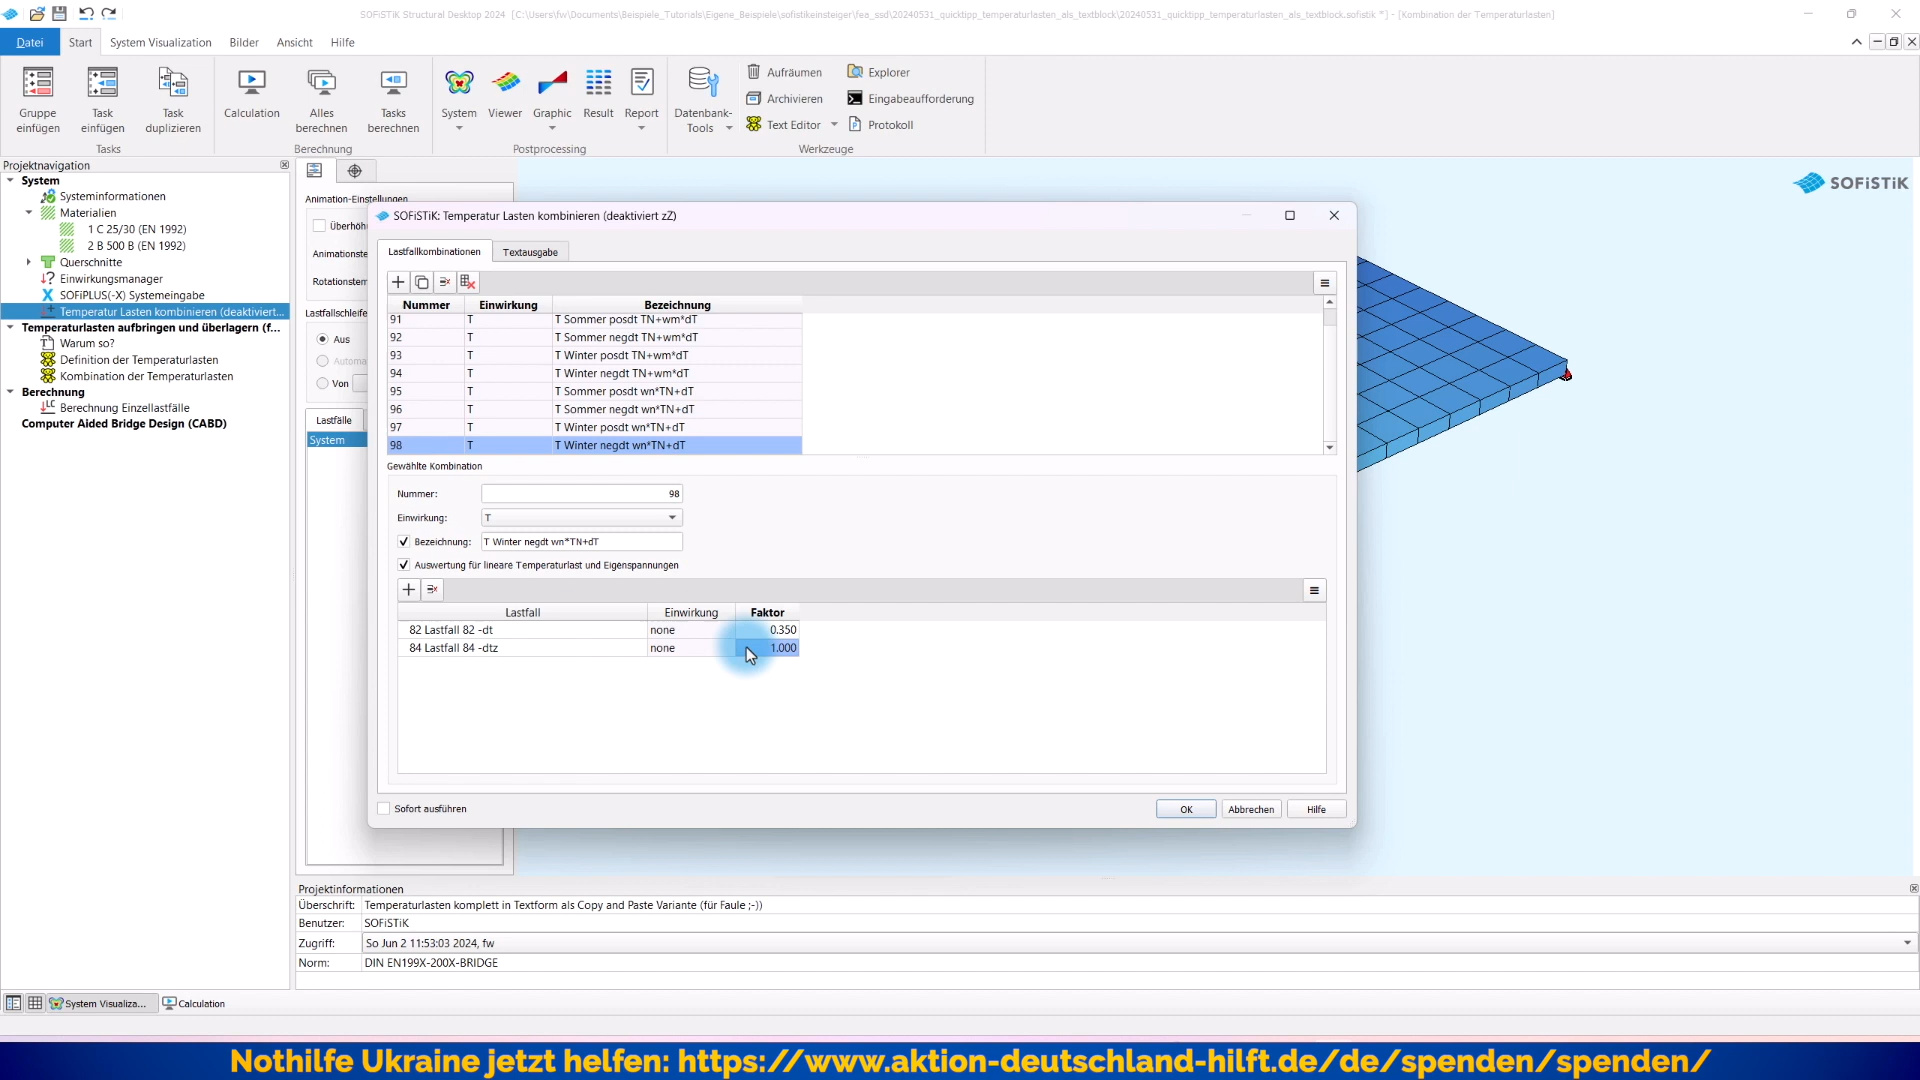 SOFiSTiK Structural Desktop 2024 [C:\Users\fw\Documents\Beispiele_Tutorials\Eigene_Beispiele\sofistikeinsteiger\fea_ssd\20240531_quicktipp_temperaturlasten_als_textblock\20240531_quicktipp_temperaturlasten_als_textblock.sofistik *] - [Kombination der Temperaturlasten]
Datei Start System Visualization Bilder Ansicht Hilfe
Gruppe einfügen
Task einfügen
Task duplizieren
Tasks
Calculation
Alles berechnen
Tasks berechnen
Berechnung
System
Viewer
Graphic
Result
Report
Postprocessing
Datenbank-Tools
Aufräumen
Archivieren
Text Editor
Explorer
Eingabeaufforderung
Protokoll
Werkzeuge
Projektnavigation
System
Systeminformationen
Materialien
1 C 25/30 (EN 1992)
2 B 500 B (EN 1992)
Querschnitte
Einwirkungsmanager
SOFiPLUS(-X) Systemeingabe
Temperatur Lasten kombinieren (deaktiviert...
Temperaturlasten aufbringen und überlagern (f...
Warum so?
Definition der Temperaturlasten
Kombination der Temperaturlasten
Berechnung
Berechnung Einzellastfälle
Computer Aided Bridge Design (CABD)
Animation-Einstellungen
Überhöh
Animationste
Rotationstem
Lastfallschleife
Aus
Automa
Von
Lastfälle
System
SOFiSTiK
SOFiSTiK: Temperatur Lasten kombinieren (deaktiviert zZ)
Lastfallkombinationen Textausgabe
Nummer Einwirkung Bezeichnung
91 T T Sommer posdt TN+wm*dT
92 T T Sommer negdt TN+wm*dT
93 T T Winter posdt TN+wm*dT
94 T T Winter negdt TN+wm*dT
95 T T Sommer posdt wn*TN+dT
96 T T Sommer negdt wn*TN+dT
97 T T Winter posdt wn*TN+dT
98 T T Winter negdt wn*TN+dT
Gewählte Kombination
Nummer: 98
Einwirkung: T
Bezeichnung: T Winter negdt wn*TN+dT
Auswertung für lineare Temperaturlast und Eigenspannungen
Lastfall Einwirkung Faktor
82 Lastfall 82 -dt none 0.350
84 Lastfall 84 -dtz none 1.000
Sofort ausführen
OK Abbrechen Hilfe
Projektinformationen
Überschrift: Temperaturlasten komplett in Textform als Copy and Paste Variante (für Faule ;-))
Benutzer: SOFiSTiK
Zugriff: So Jun 2 11:53:03 2024, fw
Norm: DIN EN199X-200X-BRIDGE
System Visualiza... Calculation
Nothilfe Ukraine jetzt helfen: https://www.aktion-deutschland-hilft.de/de/spenden/spenden/